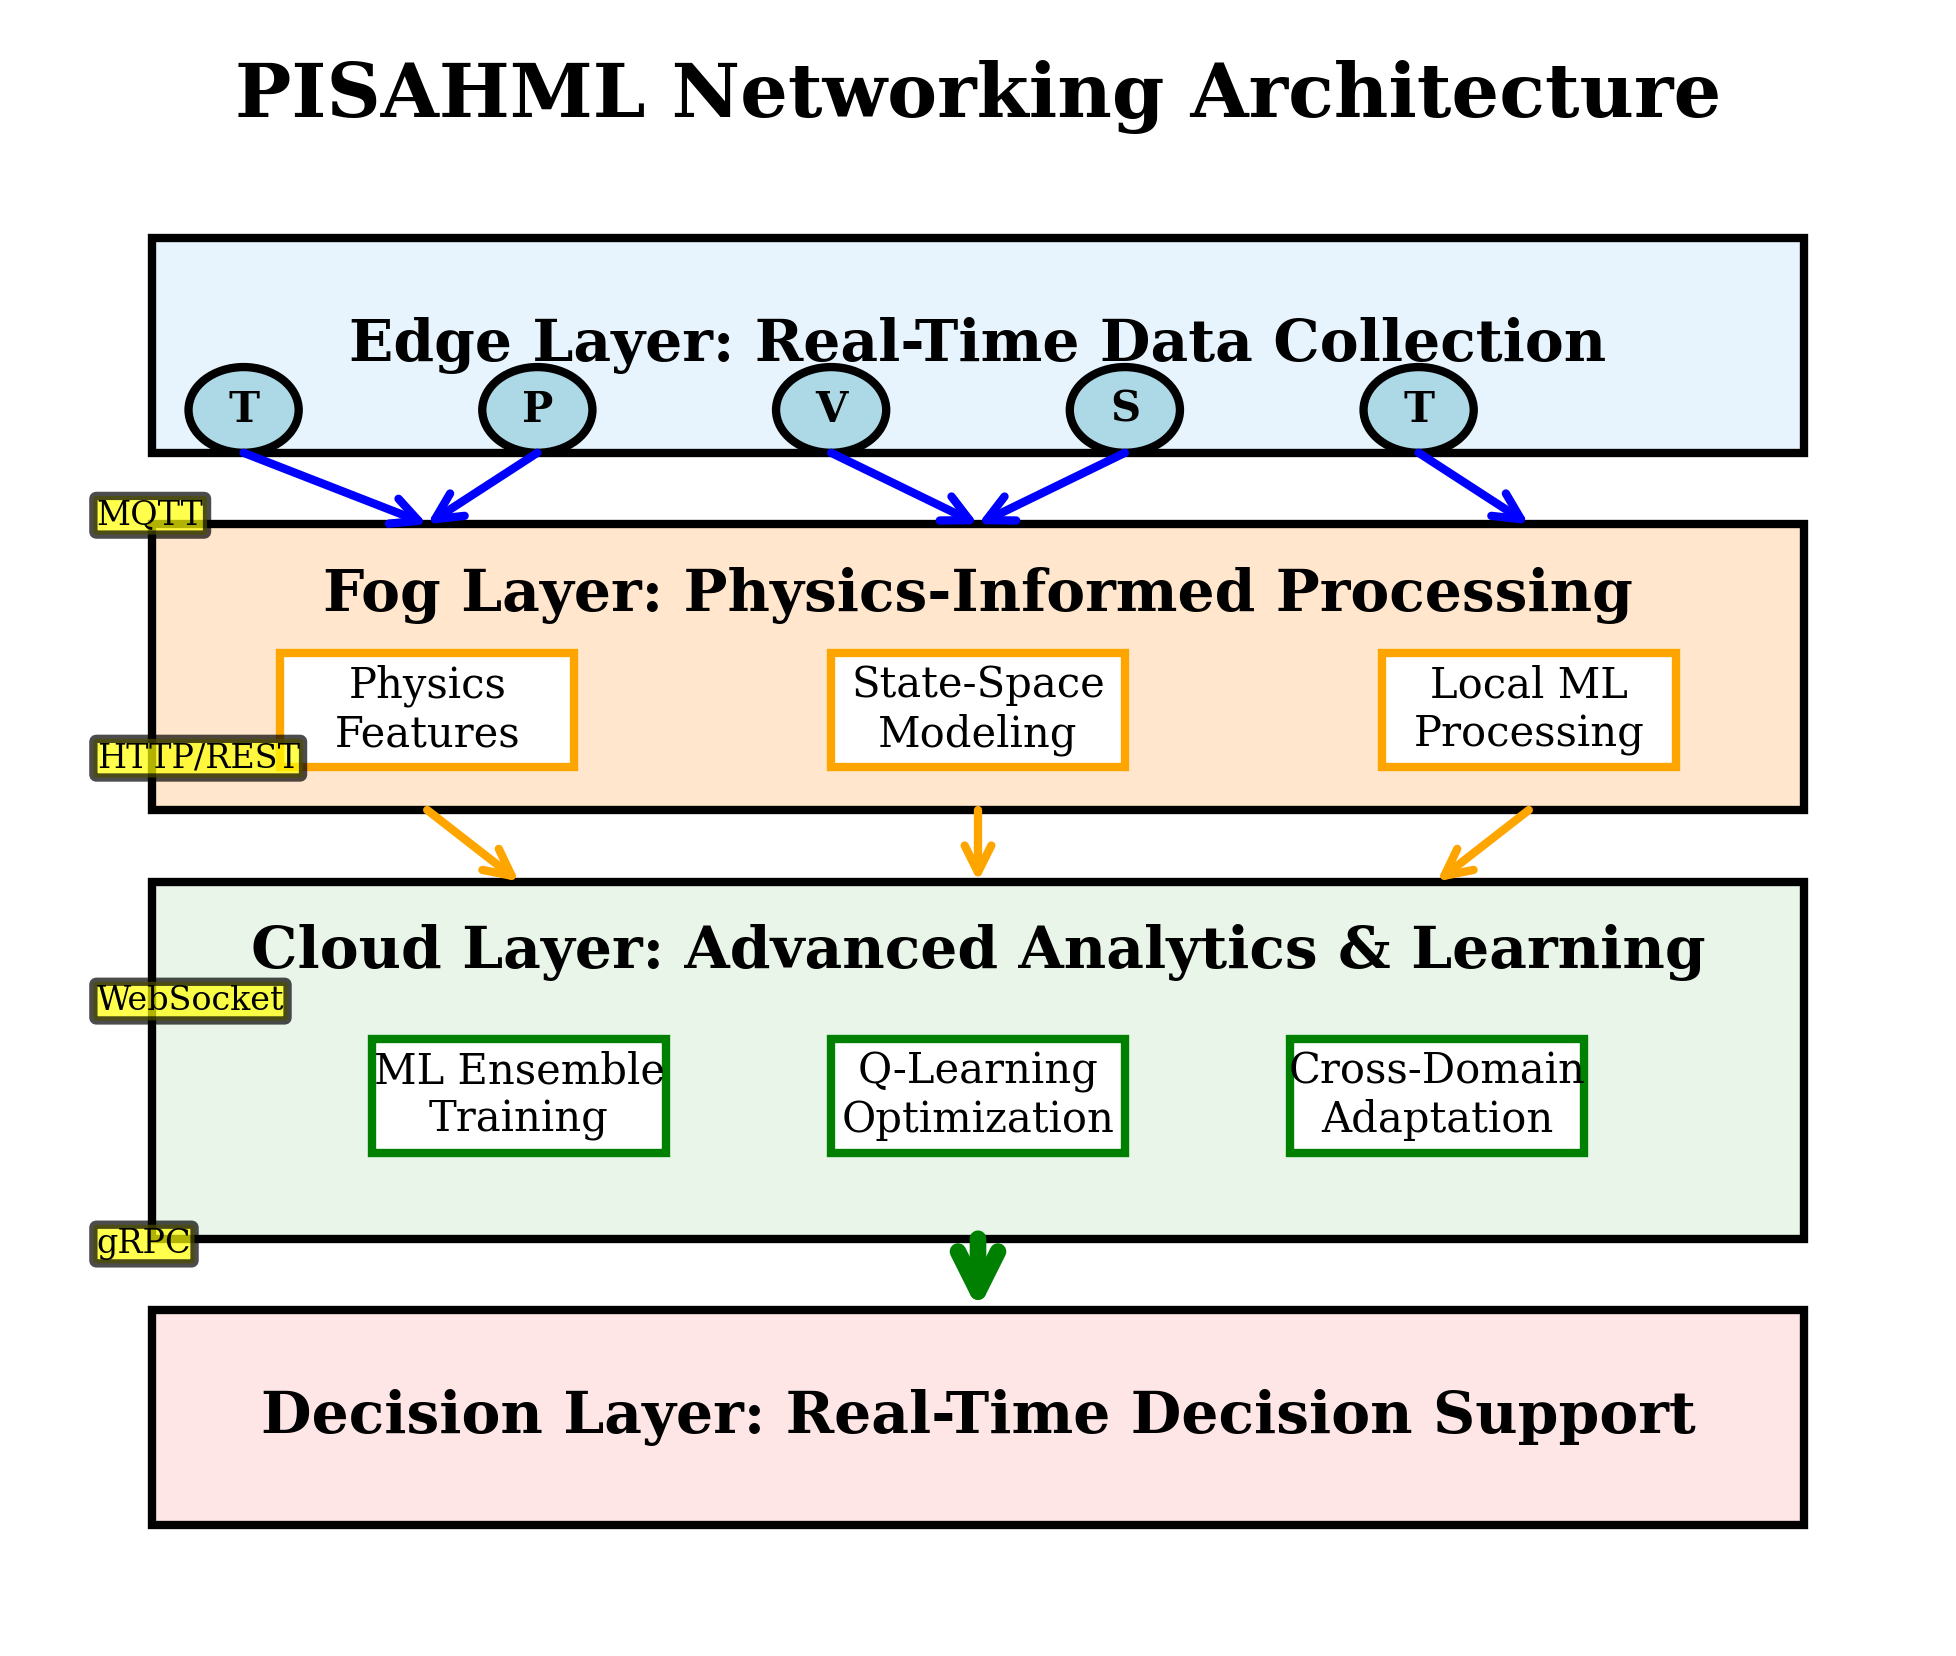 PISAHML Networking Architecture
Edge Layer: Real-Time Data Collection
T
P
V
S
T
MQTT
Fog Layer: Physics-Informed Processing
Physics
Features
State-Space
Modeling
Local ML
Processing
HTTP/REST
Cloud Layer: Advanced Analytics & Learning
WebSocket
ML Ensemble
Training
Q-Learning
Optimization
Cross-Domain
Adaptation
gRPC
Decision Layer: Real-Time Decision Support